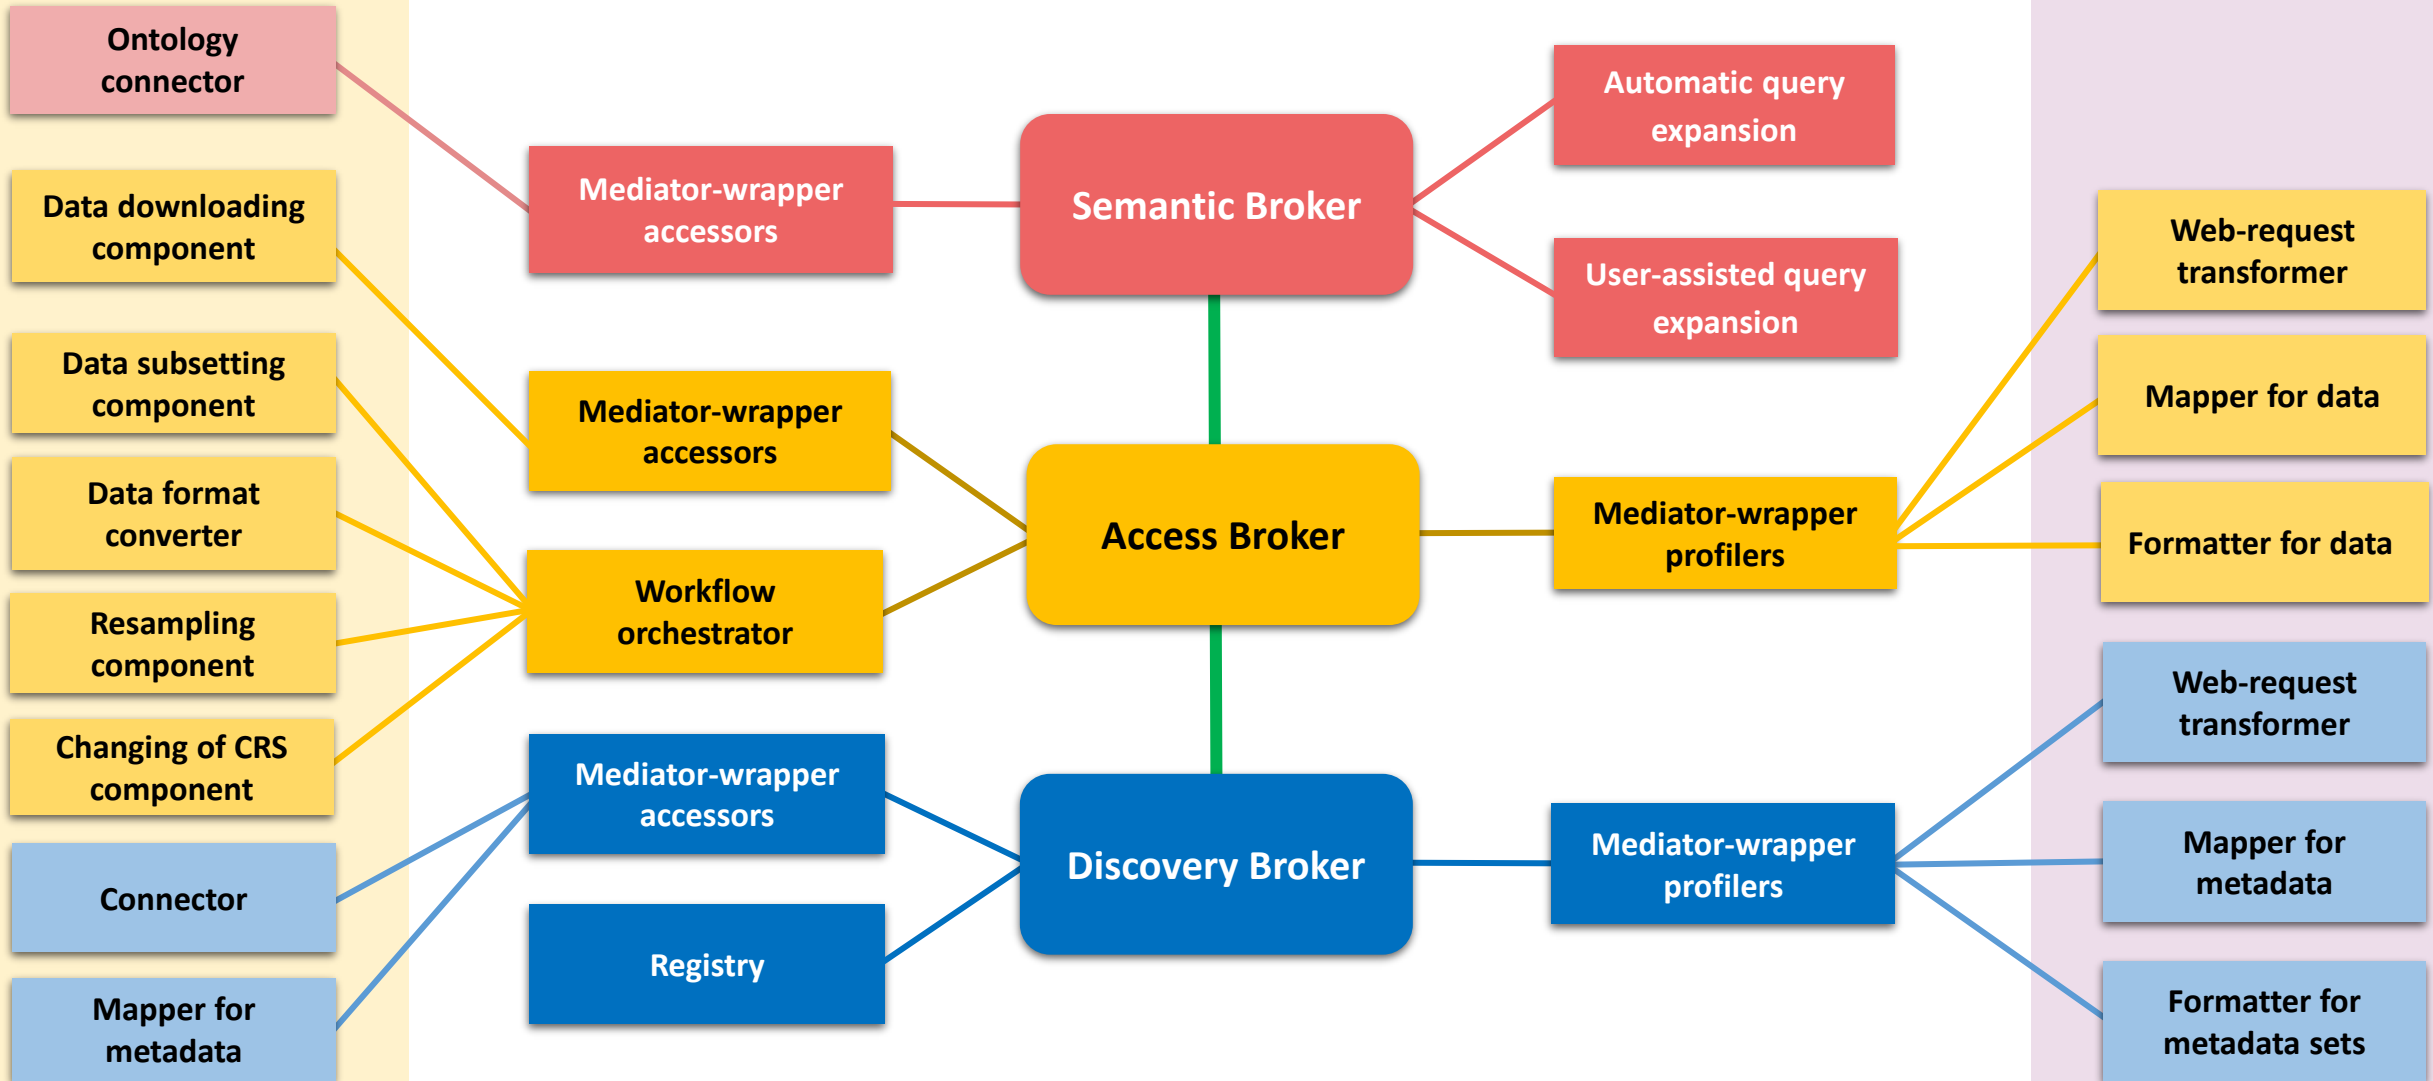 Ontology
connector
Data downloading
component
Data subsetting
component
Data format
converter
Resampling
component
Changing of CRS
component
Connector
Mapper for
metadata
Mediator-wrapper
accessors
Mediator-wrapper
accessors
Workflow
orchestrator
Mediator-wrapper
accessors
Registry
Semantic Broker
Access Broker
Discovery Broker
Automatic query
expansion
User-assisted query
expansion
Mediator-wrapper
profilers
Mediator-wrapper
profilers
Web-request
transformer
Mapper for data
Formatter for data
Web-request
transformer
Mapper for
metadata
Formatter for
metadata sets